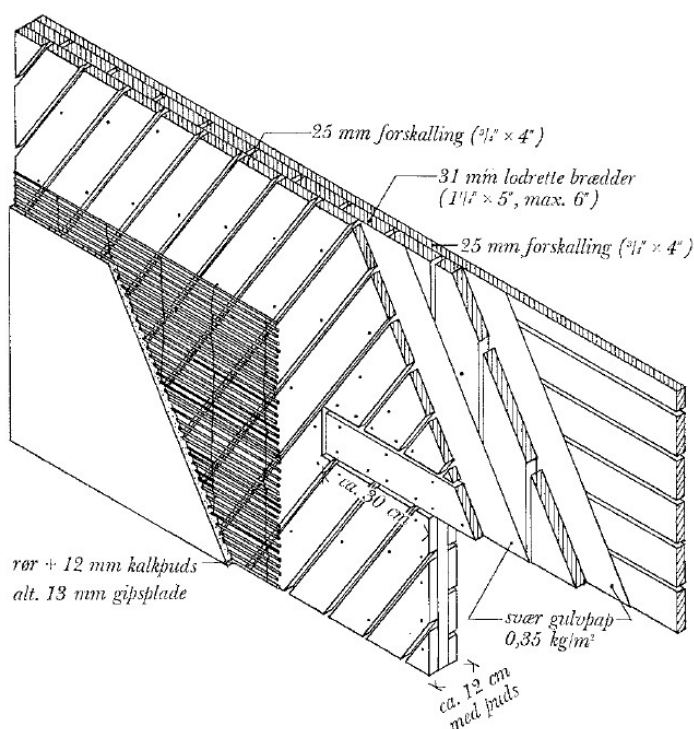 25 mm forskalling (³/₄" × 4")
31 mm lodrette brædder
(1¹/₄" × 5", max. 6")
25 mm forskalling (³/₄" × 4")
ca. 30 cm
rør + 12 mm kalkpuds
alt. 13 mm gipsplade
svær gulvpap
0,35 kg/m²
ca. 12 cm
med puds